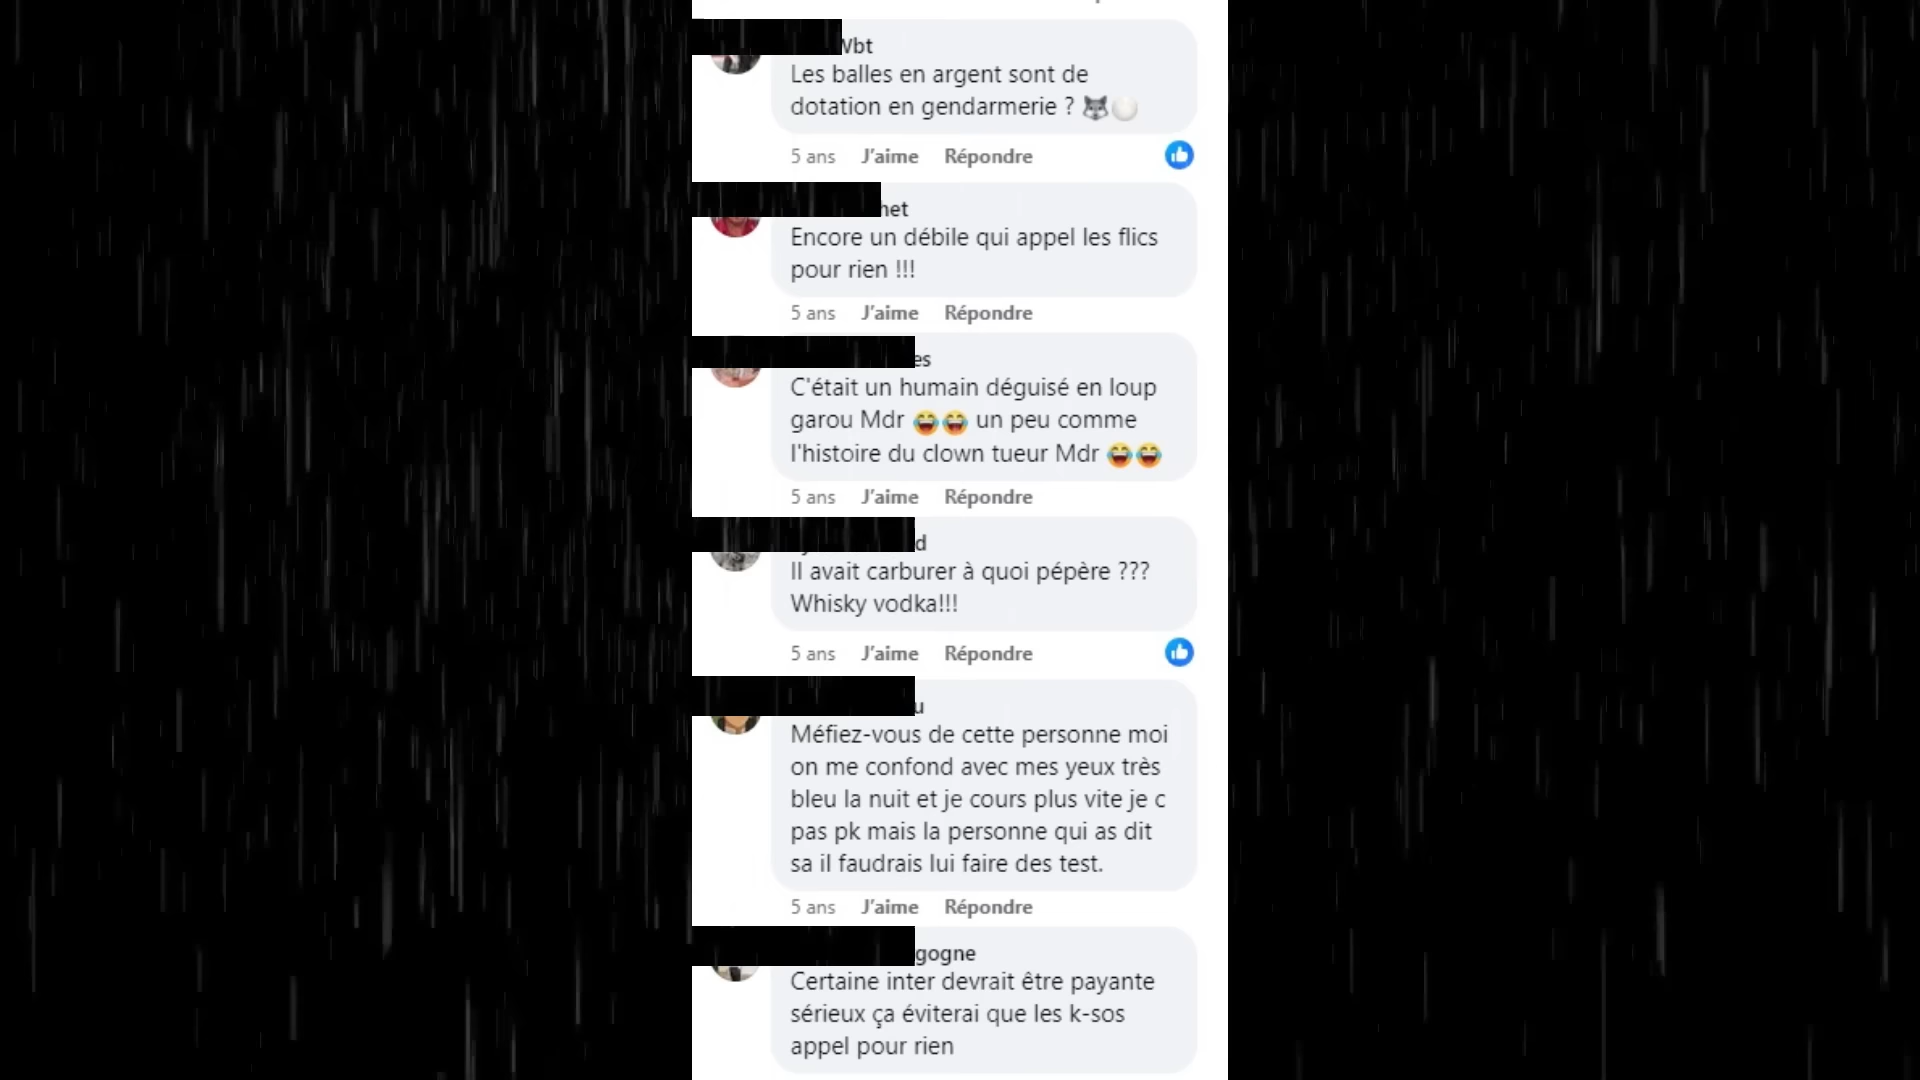 Wbt
Les balles en argent sont de
dotation en gendarmerie ? 🐺🌕
5 ans J'aime Répondre
het
Encore un débile qui appel les flics
pour rien !!!
5 ans J'aime Répondre
es
C'était un humain déguisé en loup
garou Mdr 😂😂 un peu comme
l'histoire du clown tueur Mdr 😂😂
5 ans J'aime Répondre
d
Il avait carburer à quoi pépère ???
Whisky vodka!!!
5 ans J'aime Répondre
u
Méfiez-vous de cette personne moi
on me confond avec mes yeux très
bleu la nuit et je cours plus vite je c
pas pk mais la personne qui as dit
sa il faudrais lui faire des test.
5 ans J'aime Répondre
gogne
Certaine inter devrait être payante
sérieux ça éviterai que les k-sos
appel pour rien